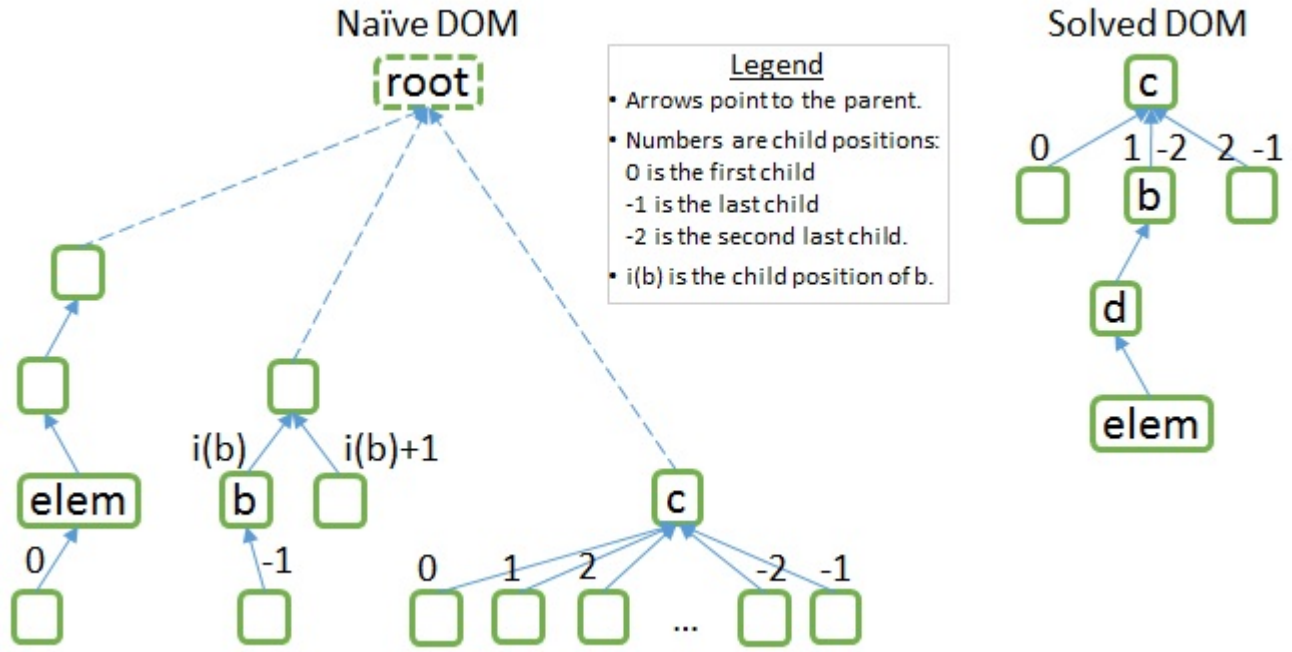 Naïve DOM
root
Legend
• Arrows point to the parent.
• Numbers are child positions:
0 is the first child
-1 is the last child
-2 is the second last child.
• i(b) is the child position of b.
Solved DOM
c
0 1 -2 2 -1
b
d
elem
i(b) i(b)+1
elem b c
0 -1 0 1 2 -2 -1
...